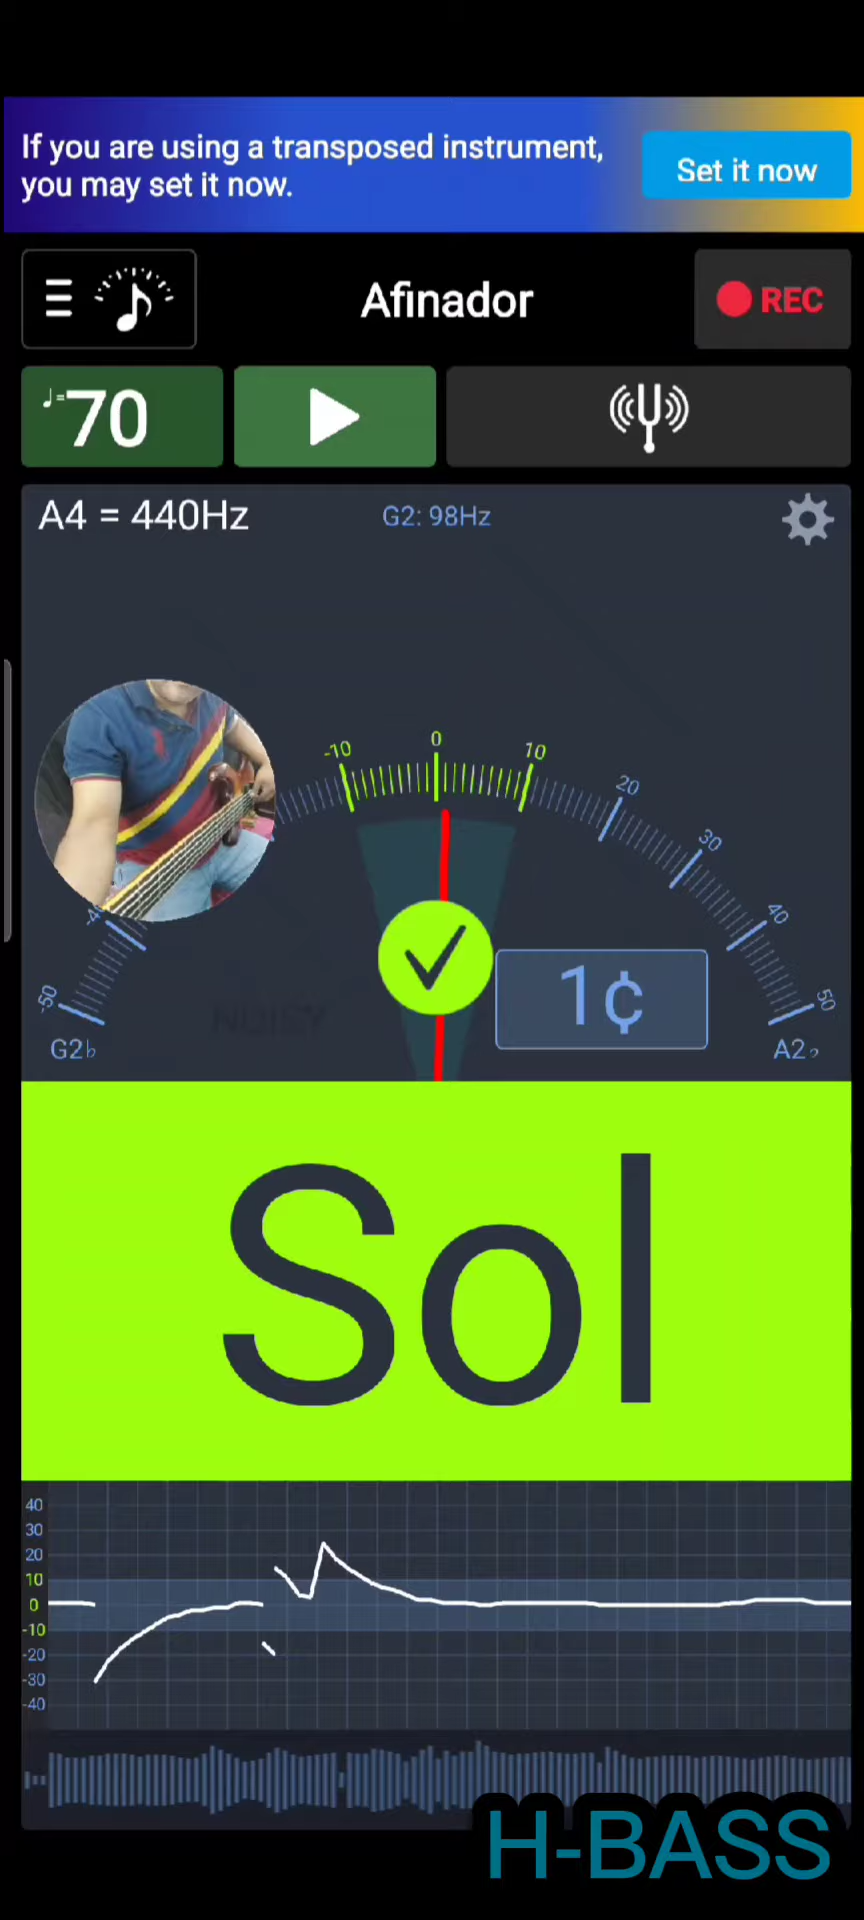 If you are using a transposed instrument,
you may set it now.
Set it now
Afinador
REC
♩=70
A4 = 440Hz
G2: 98Hz
-10
0
10
20
30
40
50
-50
G2♭
NOISY
1¢
A2♭
Sol
40
30
20
10
0
-10
-20
-30
-40
H-BASS